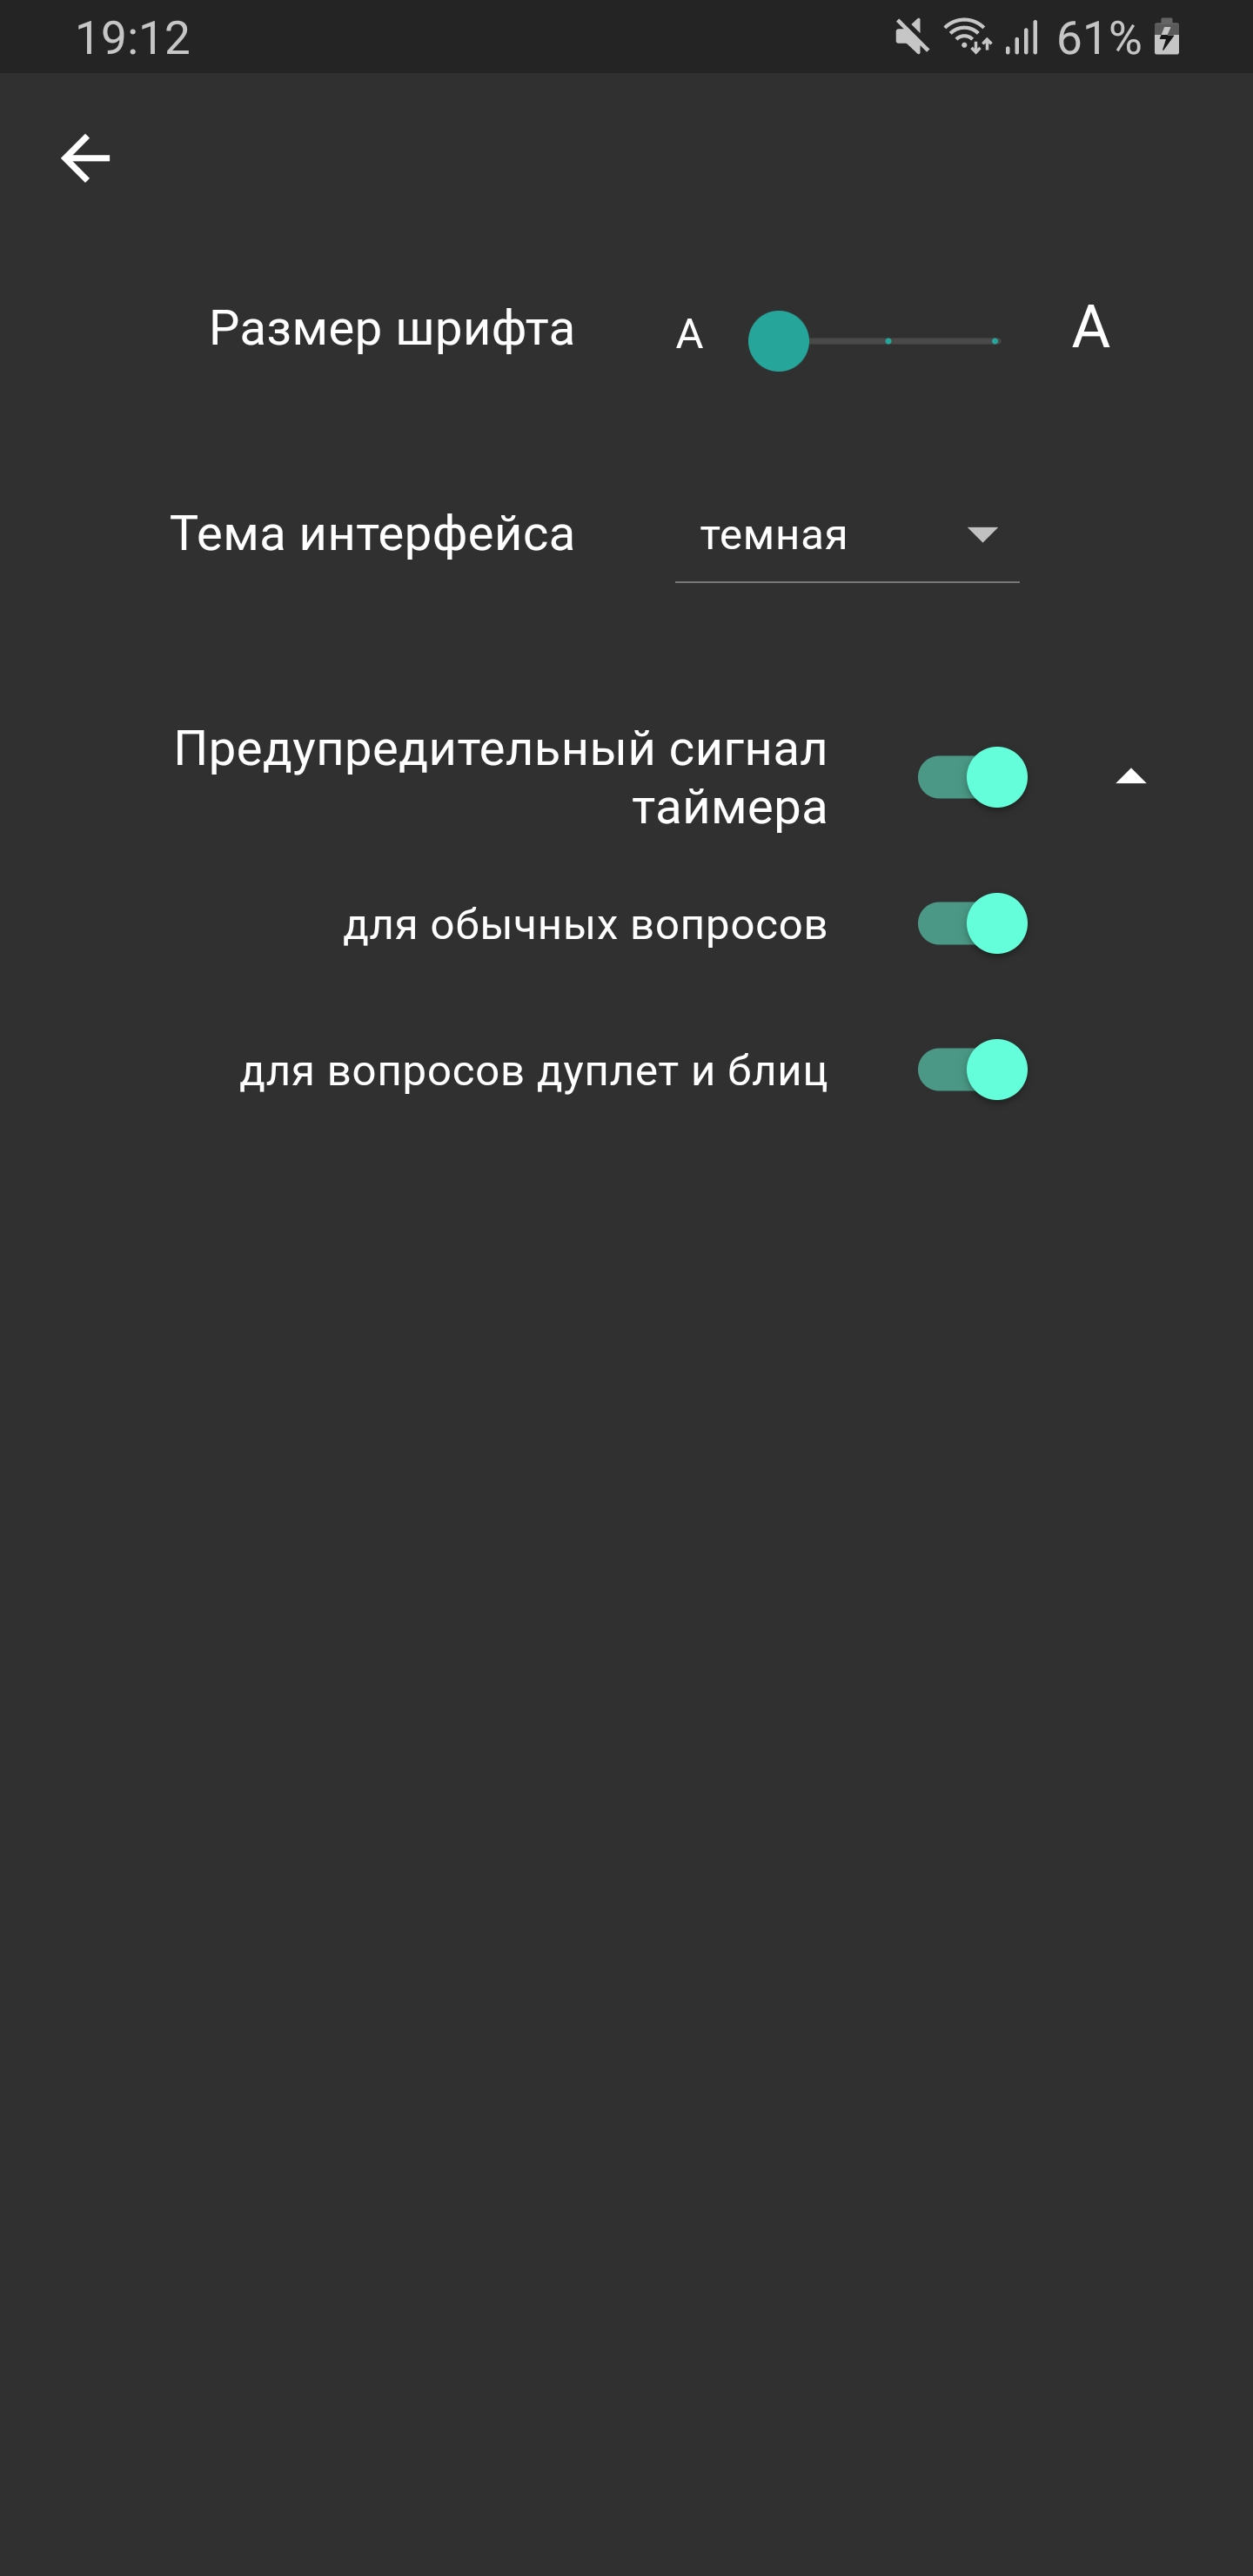 19:12 61%
Размер шрифта A A
Тема интерфейса темная
Предупредительный сигнал
таймера
для обычных вопросов
для вопросов дуплет и блиц